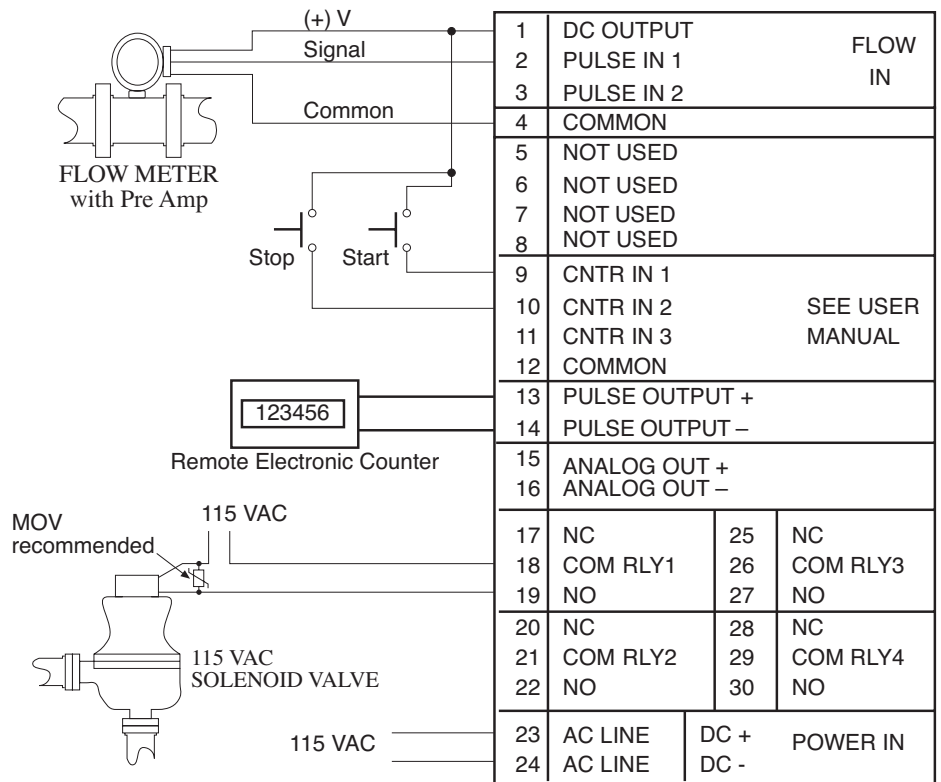 (+) V
Signal
Common
FLOW METER
with Pre Amp
Stop
Start
123456
Remote Electronic Counter
MOV
recommended
115 VAC
115 VAC
SOLENOID VALVE
115 VAC
1 DC OUTPUT
2 PULSE IN 1
3 PULSE IN 2
FLOW
IN
4 COMMON
5 NOT USED
6 NOT USED
7 NOT USED
8 NOT USED
9 CNTR IN 1
10 CNTR IN 2 SEE USER
11 CNTR IN 3 MANUAL
12 COMMON
13 PULSE OUTPUT +
14 PULSE OUTPUT –
15 ANALOG OUT +
16 ANALOG OUT –
17 NC 25 NC
18 COM RLY1 26 COM RLY3
19 NO 27 NO
20 NC 28 NC
21 COM RLY2 29 COM RLY4
22 NO 30 NO
23 AC LINE DC + POWER IN
24 AC LINE DC -